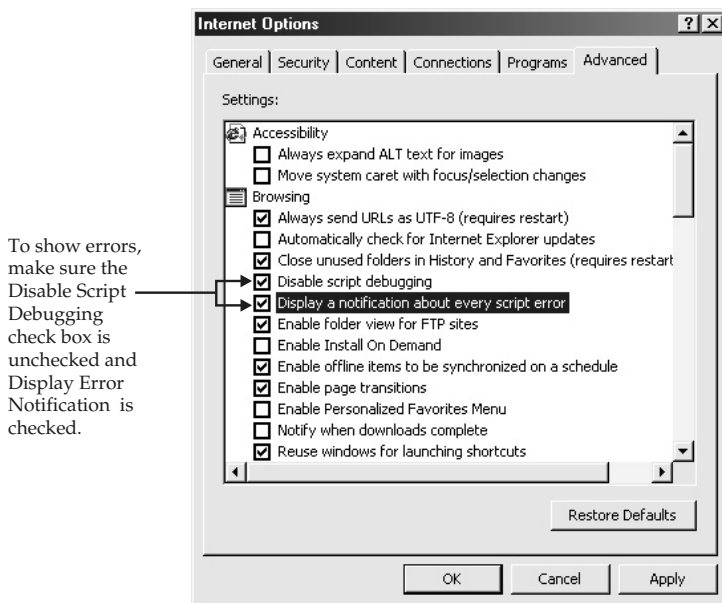 Internet Options
General
Security
Content
Connections
Programs
Advanced
Settings:
Accessibility
Always expand ALT text for images
Move system caret with focus/selection changes
Browsing
Always send URLs as UTF-8 (requires restart)
Automatically check for Internet Explorer updates
Close unused folders in History and Favorites (requires restart
Disable script debugging
Display a notification about every script error
Enable folder view for FTP sites
Enable Install On Demand
Enable offline items to be synchronized on a schedule
Enable page transitions
Enable Personalized Favorites Menu
Notify when downloads complete
Reuse windows for launching shortcuts
Restore Defaults
OK
Cancel
Apply
To show errors,
make sure the
Disable Script
Debugging
check box is
unchecked and
Display Error
Notification is
checked.